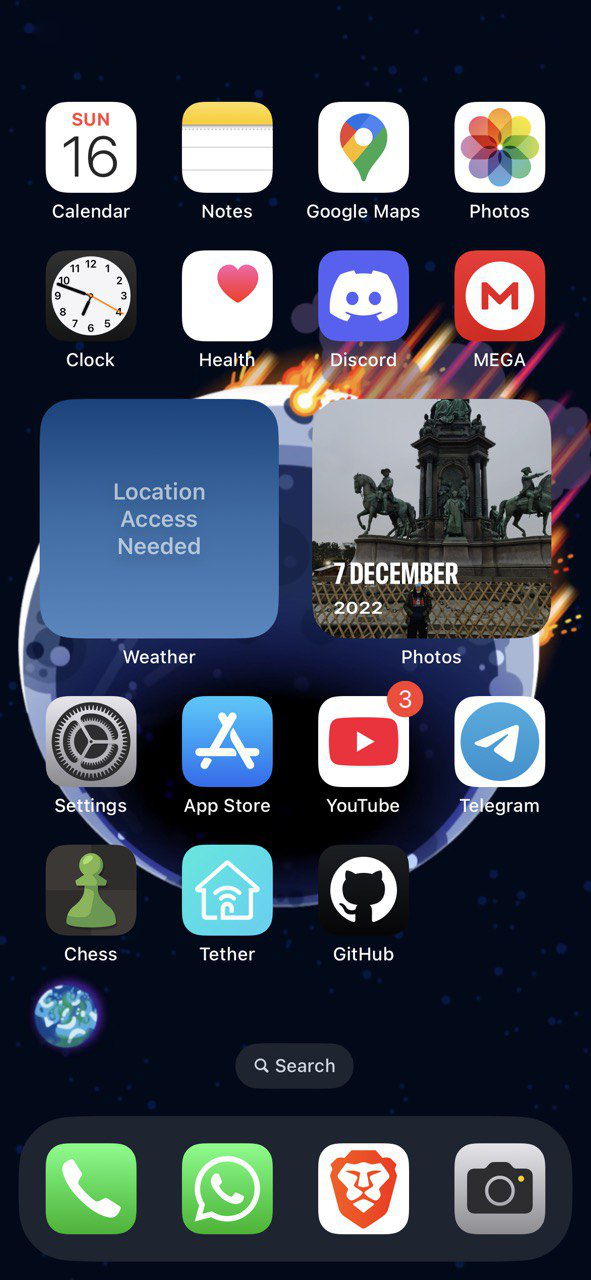 SUN
16
Calendar
Notes
Google Maps
Photos
12
11
1
10
2
9
3
8
4
7
5
6
Clock
Health
Discord
M
MEGA
Location
Access
Needed
7 DECEMBER
2022
Weather
Photos
3
Settings
App Store
YouTube
Telegram
Chess
Tether
GitHub
Search